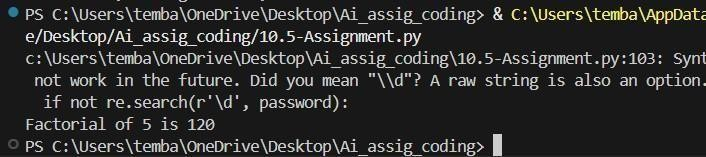 PS C:\Users\temba\OneDrive\Desktop\Ai_assig_coding> & C:\Users\temba\AppData
e/Desktop/Ai_assig_coding/10.5-Assignment.py
c:\Users\temba\OneDrive\Desktop\Ai_assig_coding\10.5-Assignment.py:103: Synt
not work in the future. Did you mean "\\d"? A raw string is also an option.
if not re.search(r'\d', password):
Factorial of 5 is 120
PS C:\Users\temba\OneDrive\Desktop\Ai_assig_coding>